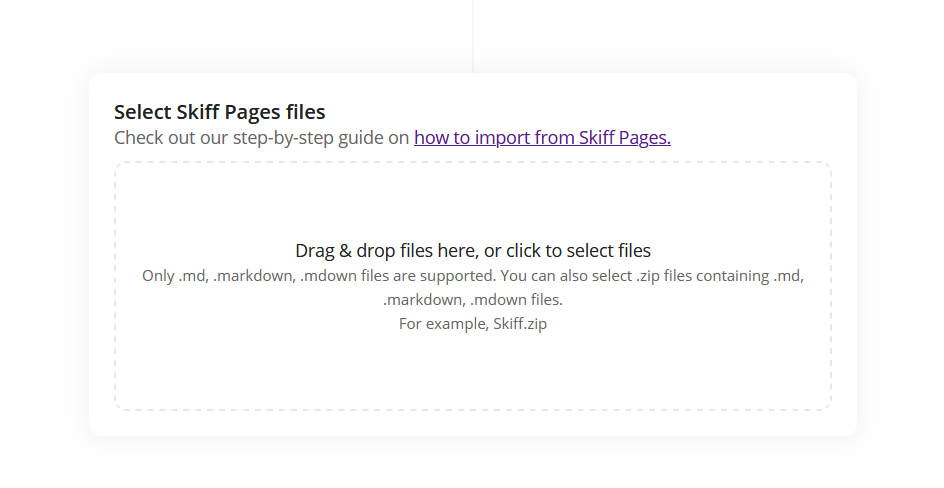 Select Skiff Pages files
Check out our step-by-step guide on how to import from Skiff Pages.
Drag & drop files here, or click to select files
Only .md, .markdown, .mdown files are supported. You can also select .zip files containing .md,
.markdown, .mdown files.
For example, Skiff.zip